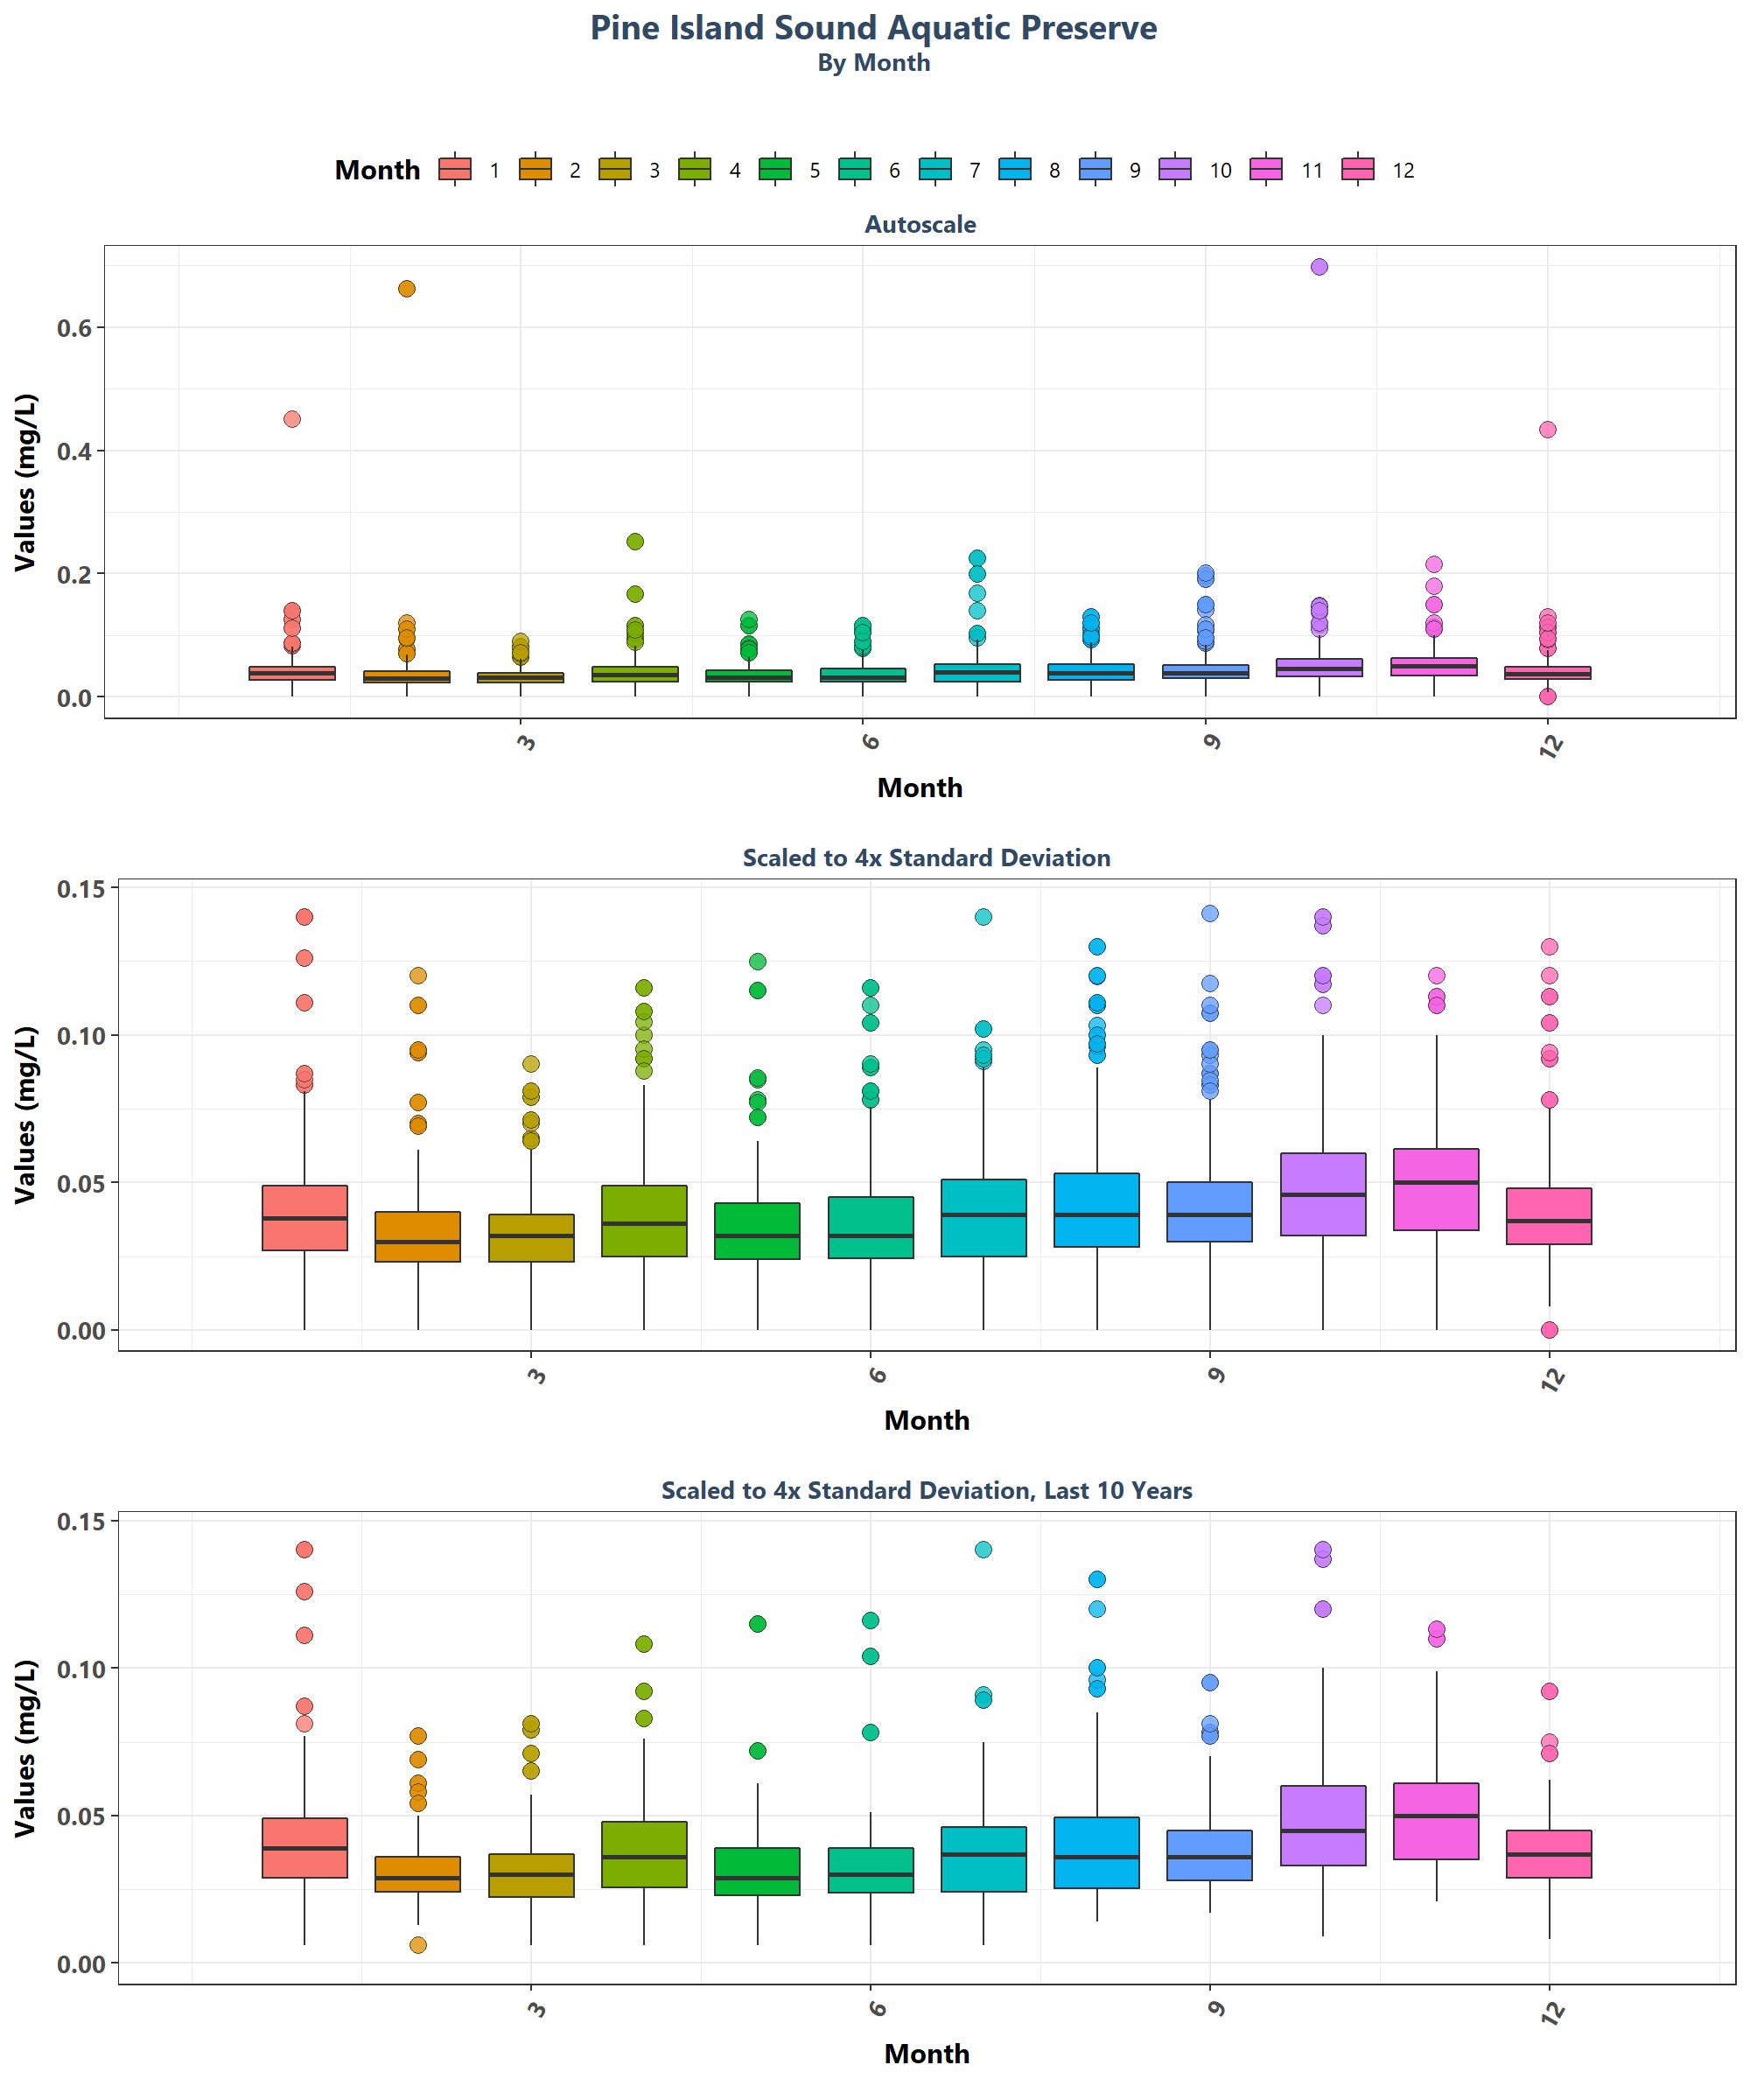 Pine Island Sound Aquatic Preserve
By Month
Month 1 2 3 4 5 6 7 8 9 10 11 12
Autoscale
Values (mg/L)
0.6
0.4
0.2
0.0
3 6 9 12
Month
Scaled to 4x Standard Deviation
Values (mg/L)
0.15
0.10
0.05
0.00
3 6 9 12
Month
Scaled to 4x Standard Deviation, Last 10 Years
Values (mg/L)
0.15
0.10
0.05
0.00
3 6 9 12
Month